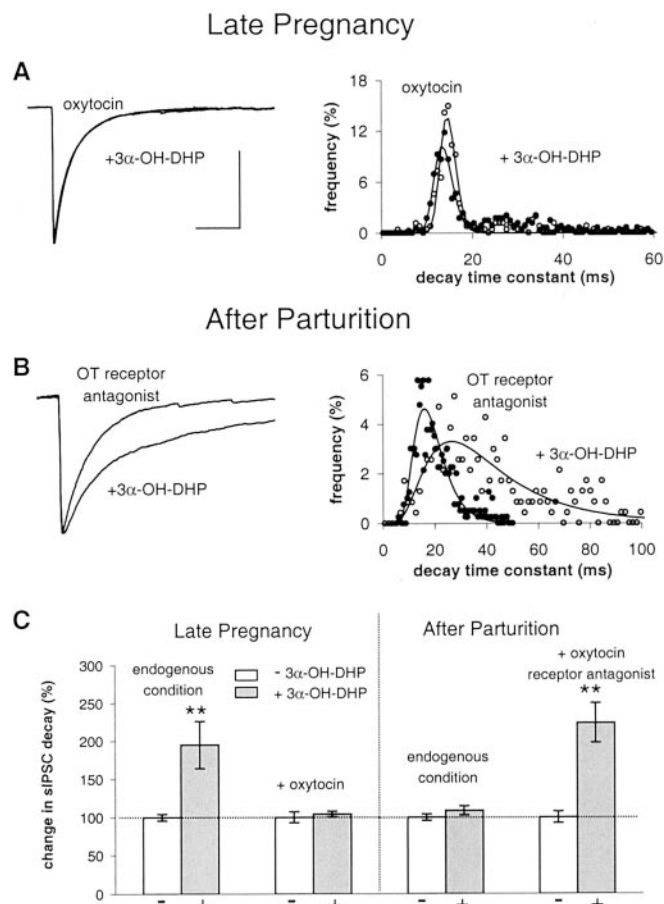 Late Pregnancy
A
oxytocin
+3α-OH-DHP
oxytocin
+ 3α-OH-DHP
frequency (%)
18
15
12
9
6
3
0
0 20 40 60
decay time constant (ms)
After Parturition
B
OT receptor
antagonist
+3α-OH-DHP
OT receptor
antagonist
+ 3α-OH-DHP
frequency (%)
6
4
2
0
0 20 40 60 80 100
decay time constant (ms)
C
Late Pregnancy
After Parturition
endogenous
condition
- 3α-OH-DHP
+ 3α-OH-DHP
+ oxytocin
receptor antagonist
**
**
+ oxytocin
endogenous
condition
change in sIPSC decay (%)
300
250
200
150
100
50
0
- + - + - + - +